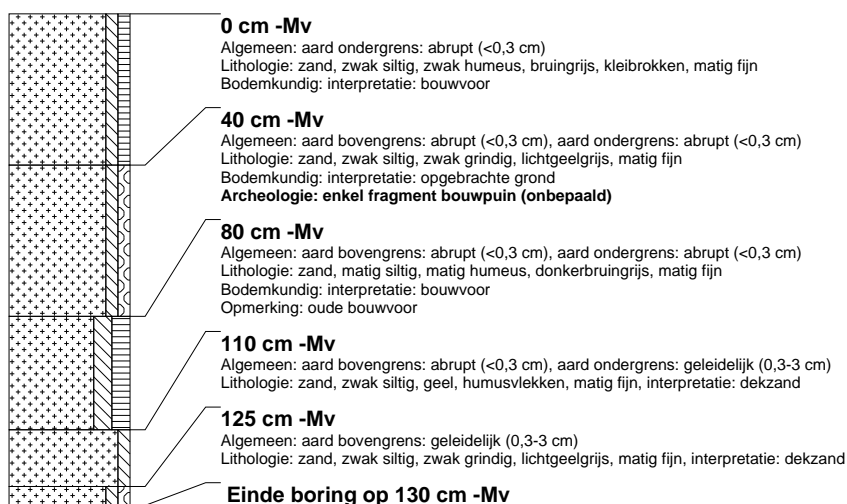 0 cm -Mv
Algemeen: aard ondergrens: abrupt (<0,3 cm)
Lithologie: zand, zwak siltig, zwak humeus, bruingrijs, kleibrokken, matig fijn
Bodemkundig: interpretatie: bouwvoor
40 cm -Mv
Algemeen: aard bovengrens: abrupt (<0,3 cm), aard ondergrens: abrupt (<0,3 cm)
Lithologie: zand, zwak siltig, zwak grindig, lichtgeelgrijs, matig fijn
Bodemkundig: interpretatie: opgebrachte grond
Archeologie: enkel fragment bouwpuin (onbepaald)
80 cm -Mv
Algemeen: aard bovengrens: abrupt (<0,3 cm), aard ondergrens: abrupt (<0,3 cm)
Lithologie: zand, matig siltig, matig humeus, donkerbruingrijs, matig fijn
Bodemkundig: interpretatie: bouwvoor
Opmerking: oude bouwvoor
110 cm -Mv
Algemeen: aard bovengrens: abrupt (<0,3 cm), aard ondergrens: geleidelijk (0,3-3 cm)
Lithologie: zand, zwak siltig, geel, humusvlekken, matig fijn, interpretatie: dekzand
125 cm -Mv
Algemeen: aard bovengrens: geleidelijk (0,3-3 cm)
Lithologie: zand, zwak siltig, zwak grindig, lichtgeelgrijs, matig fijn, interpretatie: dekzand
Einde boring op 130 cm -Mv